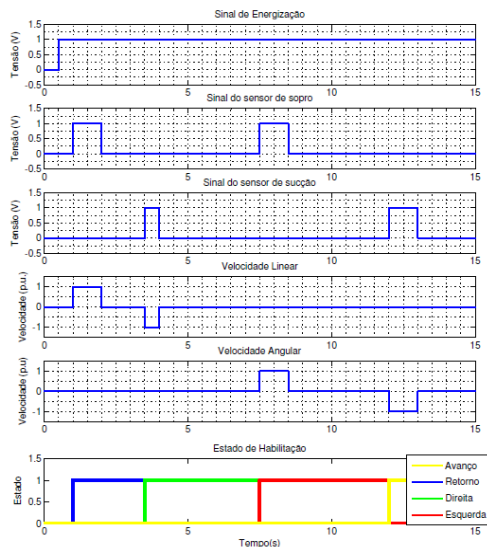 Sinal de Energização
Tensão (V)
1.5
1
0.5
0
-0.5
0
5
10
15
Sinal do sensor de sopro
Tensão (V)
1.5
1
0.5
0
-0.5
0
5
10
15
Sinal do sensor de sucção
Tensão (V)
1.5
1
0.5
0
-0.5
0
5
10
15
Velocidade Linear
Velocidade (p.u.)
1
0
-1
0
5
10
15
Velocidade Angular
Velocidade (p.u)
1
0
-1
0
5
10
15
Estado de Habilitação
Estado
1.5
1
0.5
0
0
5
10
15
Tempo(s)
Avanço
Retorno
Direita
Esquerda